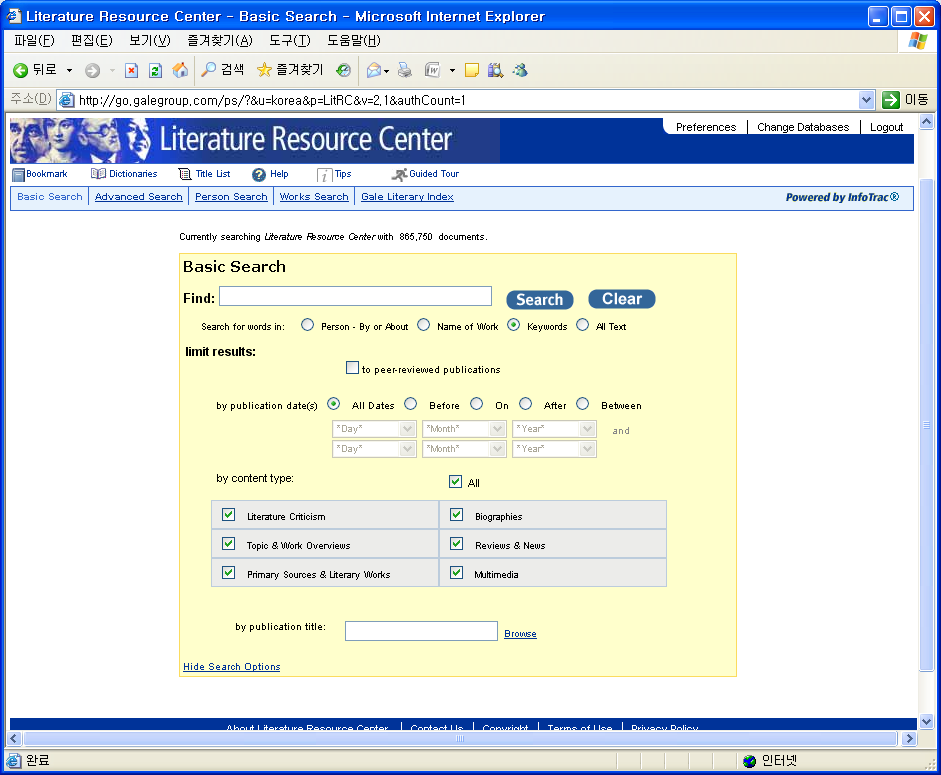 Literature Resource Center - Basic Search - Microsoft Internet Explorer
파일(F) 편집(E) 보기(V) 즐겨찾기(A) 도구(T) 도움말(H)
뒤로 검색 즐겨찾기
주소(D) http://go.galegroup.com/ps/?&u=korea&p=LitRC&v=2.1&authCount=1 이동
Literature Resource Center
Preferences Change Databases Logout
Bookmark Dictionaries Title List Help Tips Guided Tour
Basic Search Advanced Search Person Search Works Search Gale Literary Index Powered by InfoTrac®
Currently searching Literature Resource Center with 865,750 documents.
Basic Search
Find: Search Clear
Search for words in: Person - By or About Name of Work Keywords All Text
limit results:
to peer-reviewed publications
by publication date(s) All Dates Before On After Between
*Day* *Month* *Year* and
*Day* *Month* *Year*
by content type: All
Literature Criticism Biographies
Topic & Work Overviews Reviews & News
Primary Sources & Literary Works Multimedia
by publication title: Browse
Hide Search Options
About Literature Resource Center Contact Us Copyright Terms of Use Privacy Policy
완료 인터넷